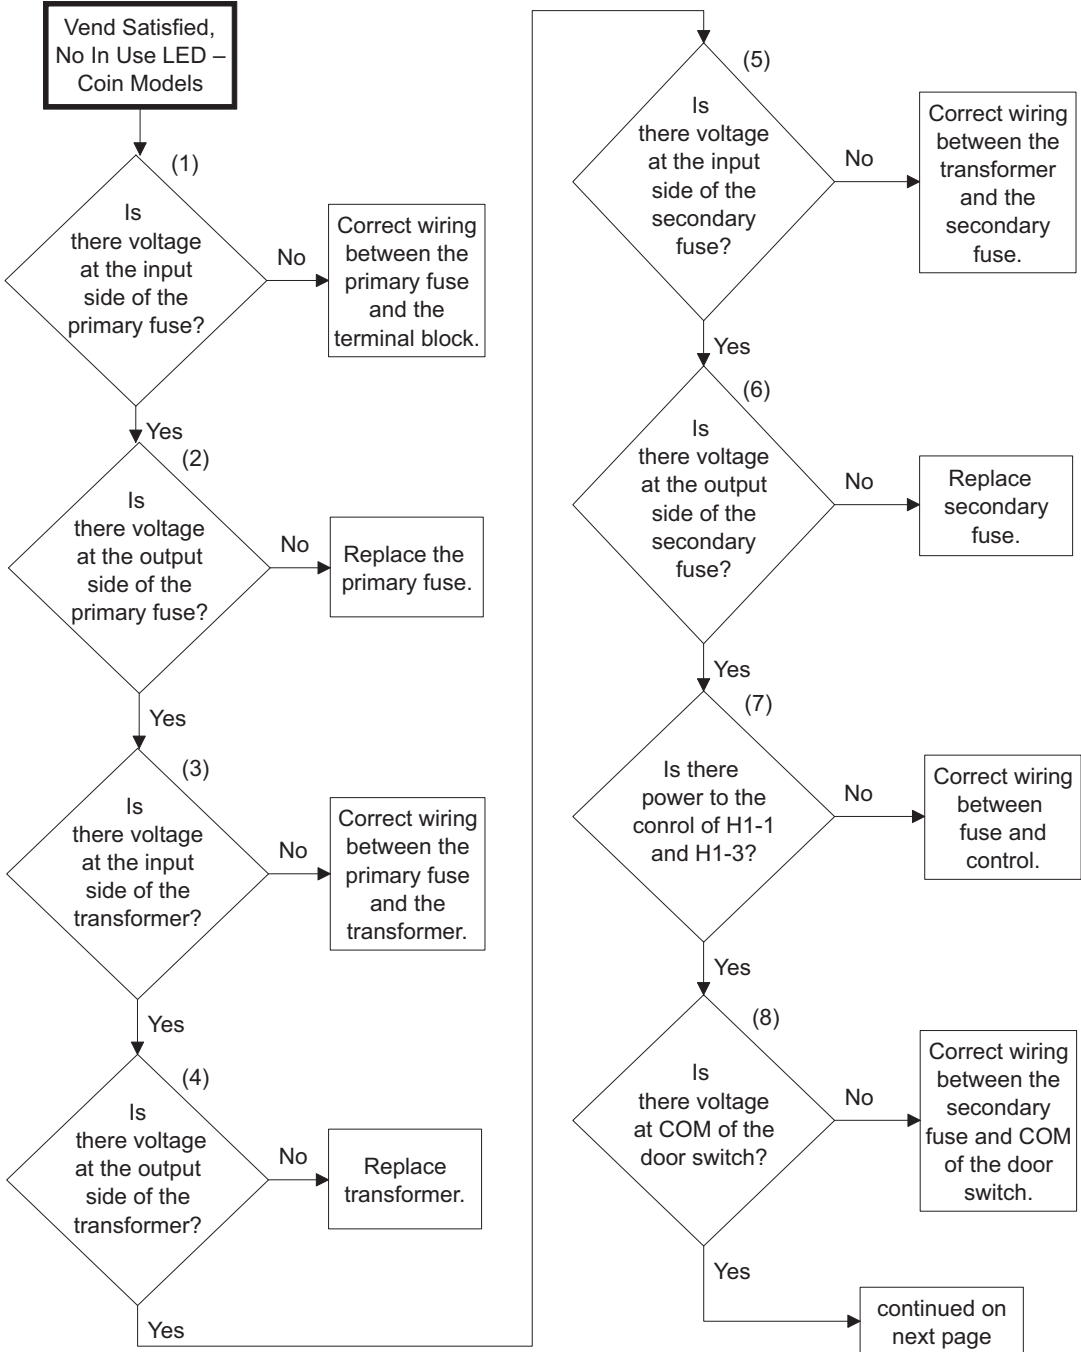 Vend Satisfied,
No In Use LED –
Coin Models
(1)
Is
there voltage
at the input
side of the
primary fuse?
No
Correct wiring
between the
primary fuse
and the
terminal block.
Yes
(2)
Is
there voltage
at the output
side of the
primary fuse?
No
Replace the
primary fuse.
Yes
(3)
Is
there voltage
at the input
side of the
transformer?
No
Correct wiring
between the
primary fuse
and the
transformer.
Yes
(4)
Is
there voltage
at the output
side of the
transformer?
No
Replace
transformer.
Yes
(5)
Is
there voltage
at the input
side of the
secondary
fuse?
No
Correct wiring
between the
transformer
and the
secondary
fuse.
Yes
(6)
Is
there voltage
at the output
side of the
secondary
fuse?
No
Replace
secondary
fuse.
Yes
(7)
Is there
power to the
conrol of H1-1
and H1-3?
No
Correct wiring
between
fuse and
control.
Yes
(8)
Is
there voltage
at COM of the
door switch?
No
Correct wiring
between the
secondary
fuse and COM
of the door
switch.
Yes
continued on
next page